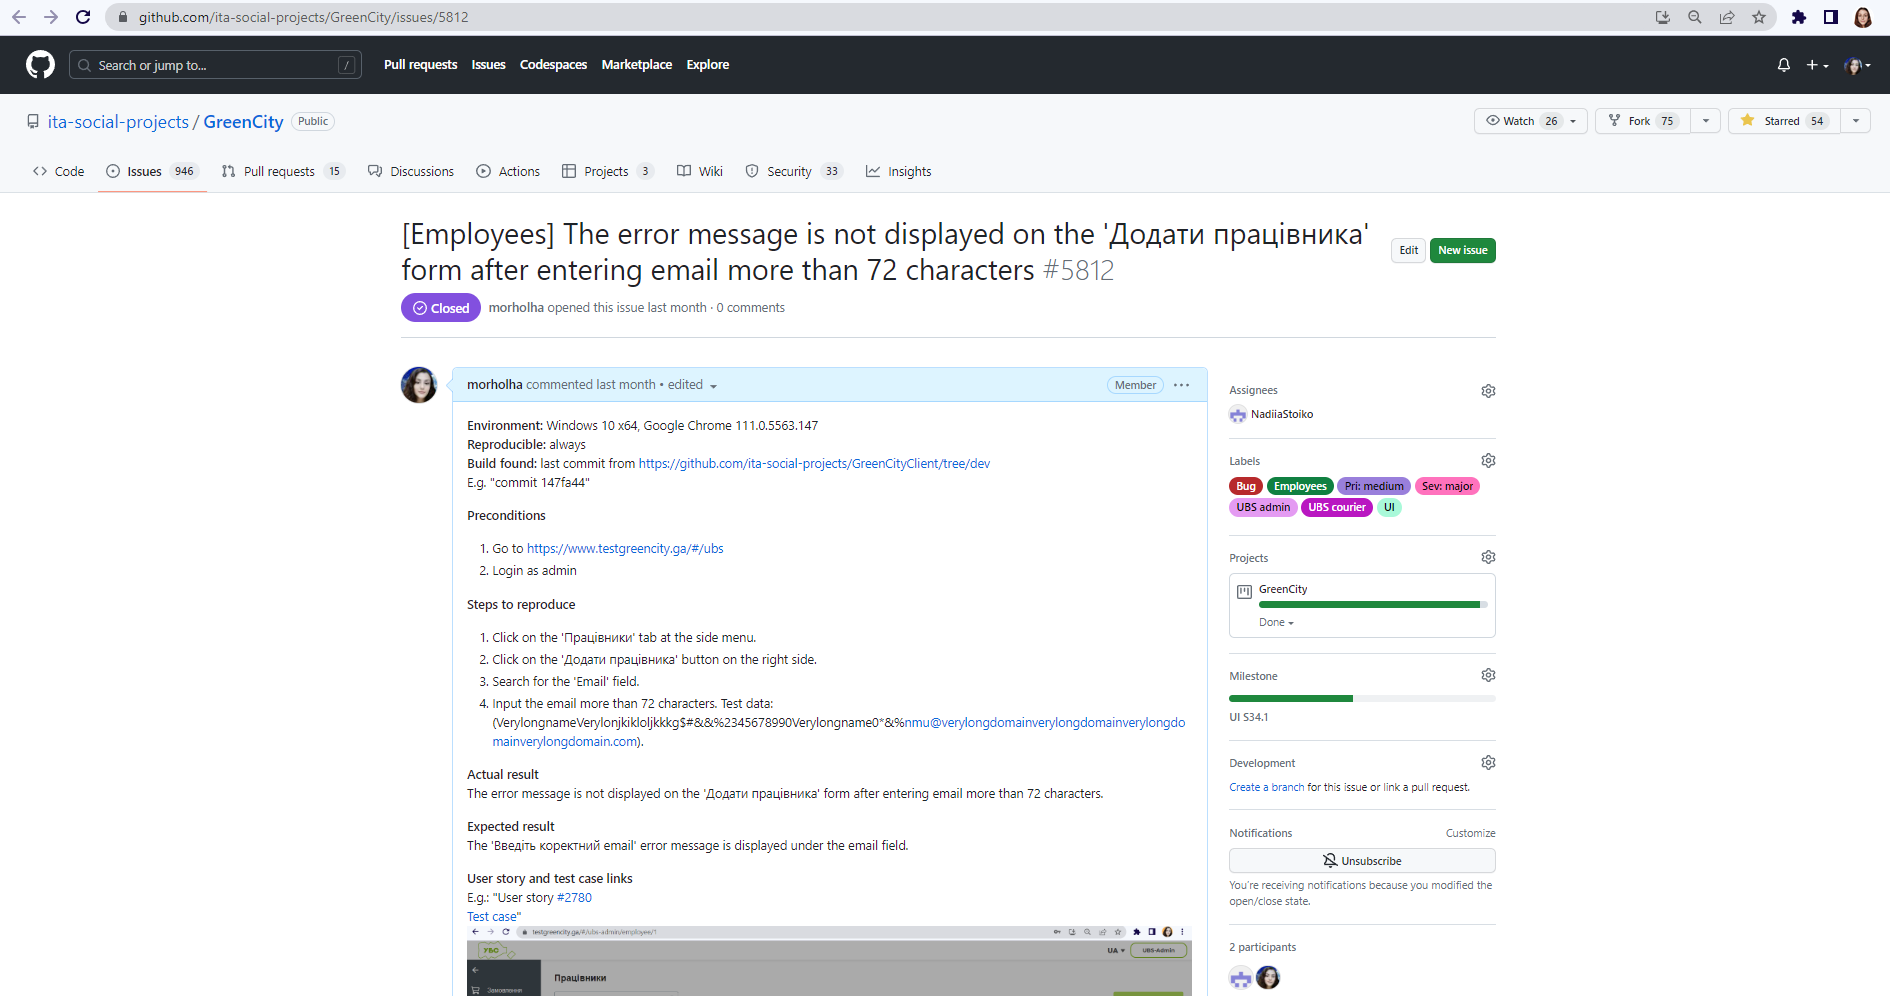 github.com/ita-social-projects/GreenCity/issues/5812
Search or jump to... /
Pull requests Issues Codespaces Marketplace Explore
ita-social-projects / GreenCity Public
Watch 26 Fork 75 Starred 54
Code Issues 946 Pull requests 15 Discussions Actions Projects 3 Wiki Security 33 Insights
[Employees] The error message is not displayed on the 'Додати працівника'
form after entering email more than 72 characters #5812
Edit New issue
Closed morholha opened this issue last month · 0 comments
morholha commented last month • edited Member
Environment: Windows 10 x64, Google Chrome 111.0.5563.147
Reproducible: always
Build found: last commit from https://github.com/ita-social-projects/GreenCityClient/tree/dev
E.g. "commit 147fa44"
Preconditions
1. Go to https://www.testgreencity.ga/#/ubs
2. Login as admin
Steps to reproduce
1. Click on the 'Працівники' tab at the side menu.
2. Click on the 'Додати працівника' button on the right side.
3. Search for the 'Email' field.
4. Input the email more than 72 characters. Test data:
(VerylongnameVerylonjkikloljkkkg$#&&%2345678990Verylongname0*&%nmu@verylongdomainverylongdomainverylongdo
mainverylongdomain.com).
Actual result
The error message is not displayed on the 'Додати працівника' form after entering email more than 72 characters.
Expected result
The 'Введіть коректний email' error message is displayed under the email field.
User story and test case links
E.g.: "User story #2780
Test case"
testgreencity.ga/#/ubs-admin/employee/1
УБС UA UBS-Admin
Працівники
Замовлення
Assignees
NadiiaStoiko
Labels
Bug Employees Pri: medium Sev: major
UBS admin UBS courier UI
Projects
GreenCity
Done
Milestone
UI S34.1
Development
Create a branch for this issue or link a pull request.
Notifications Customize
Unsubscribe
You're receiving notifications because you modified the
open/close state.
2 participants